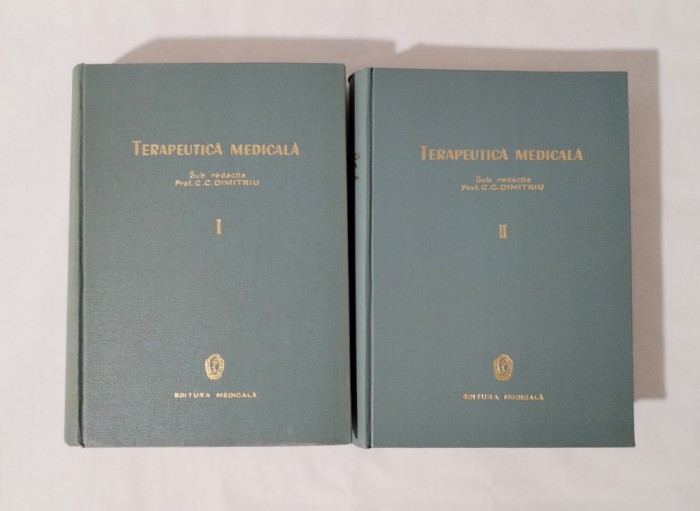 TERAPEUTICĂ MEDICALĂ
Sub redacția
Prof. C. C. DIMITRIU
I
EDITURA MEDICALĂ
TERAPEUTICĂ MEDICALĂ
Sub redacția
Prof. C. C. DIMITRIU
II
EDITURA MEDICALĂ